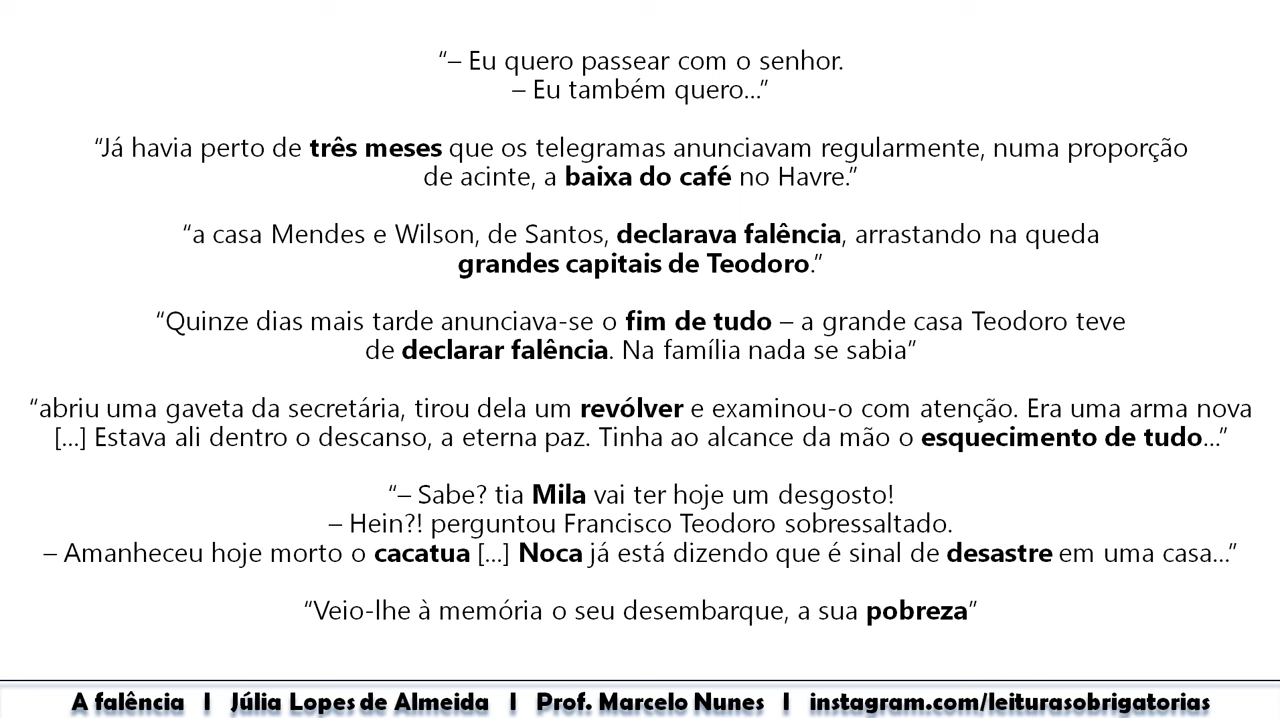 “– Eu quero passear com o senhor.
– Eu também quero...”
“Já havia perto de três meses que os telegramas anunciavam regularmente, numa proporção
de acinte, a baixa do café no Havre.”
“a casa Mendes e Wilson, de Santos, declarava falência, arrastando na queda
grandes capitais de Teodoro.”
“Quinze dias mais tarde anunciava-se o fim de tudo – a grande casa Teodoro teve
de declarar falência. Na família nada se sabia”
“abriu uma gaveta da secretária, tirou dela um revólver e examinou-o com atenção. Era uma arma nova
[...] Estava ali dentro o descanso, a eterna paz. Tinha ao alcance da mão o esquecimento de tudo...”
“– Sabe? tia Mila vai ter hoje um desgosto!
– Hein?! perguntou Francisco Teodoro sobressaltado.
– Amanheceu hoje morto o cacatua [...] Noca já está dizendo que é sinal de desastre em uma casa...”
“Veio-lhe à memória o seu desembarque, a sua pobreza”
A falência I Júlia Lopes de Almeida I Prof. Marcelo Nunes I instagram.com/leiturasobrigatorias